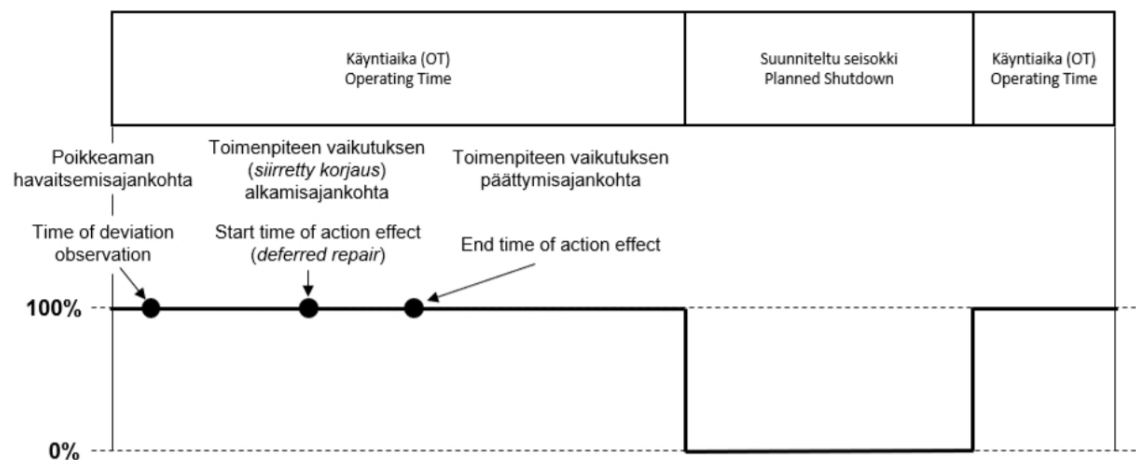 Käyntiaika (OT)
Operating Time
Suunniteltu seisokki
Planned Shutdown
Käyntiaika (OT)
Operating Time
Poikkeaman
havaitsemisajankohta
Toimenpiteen vaikutuksen
(siirretty korjaus)
alkamisajankohta
Toimenpiteen vaikutuksen
päättymisajankohta
Time of deviation
observation
Start time of action effect
(deferred repair)
End time of action effect
100%
0%